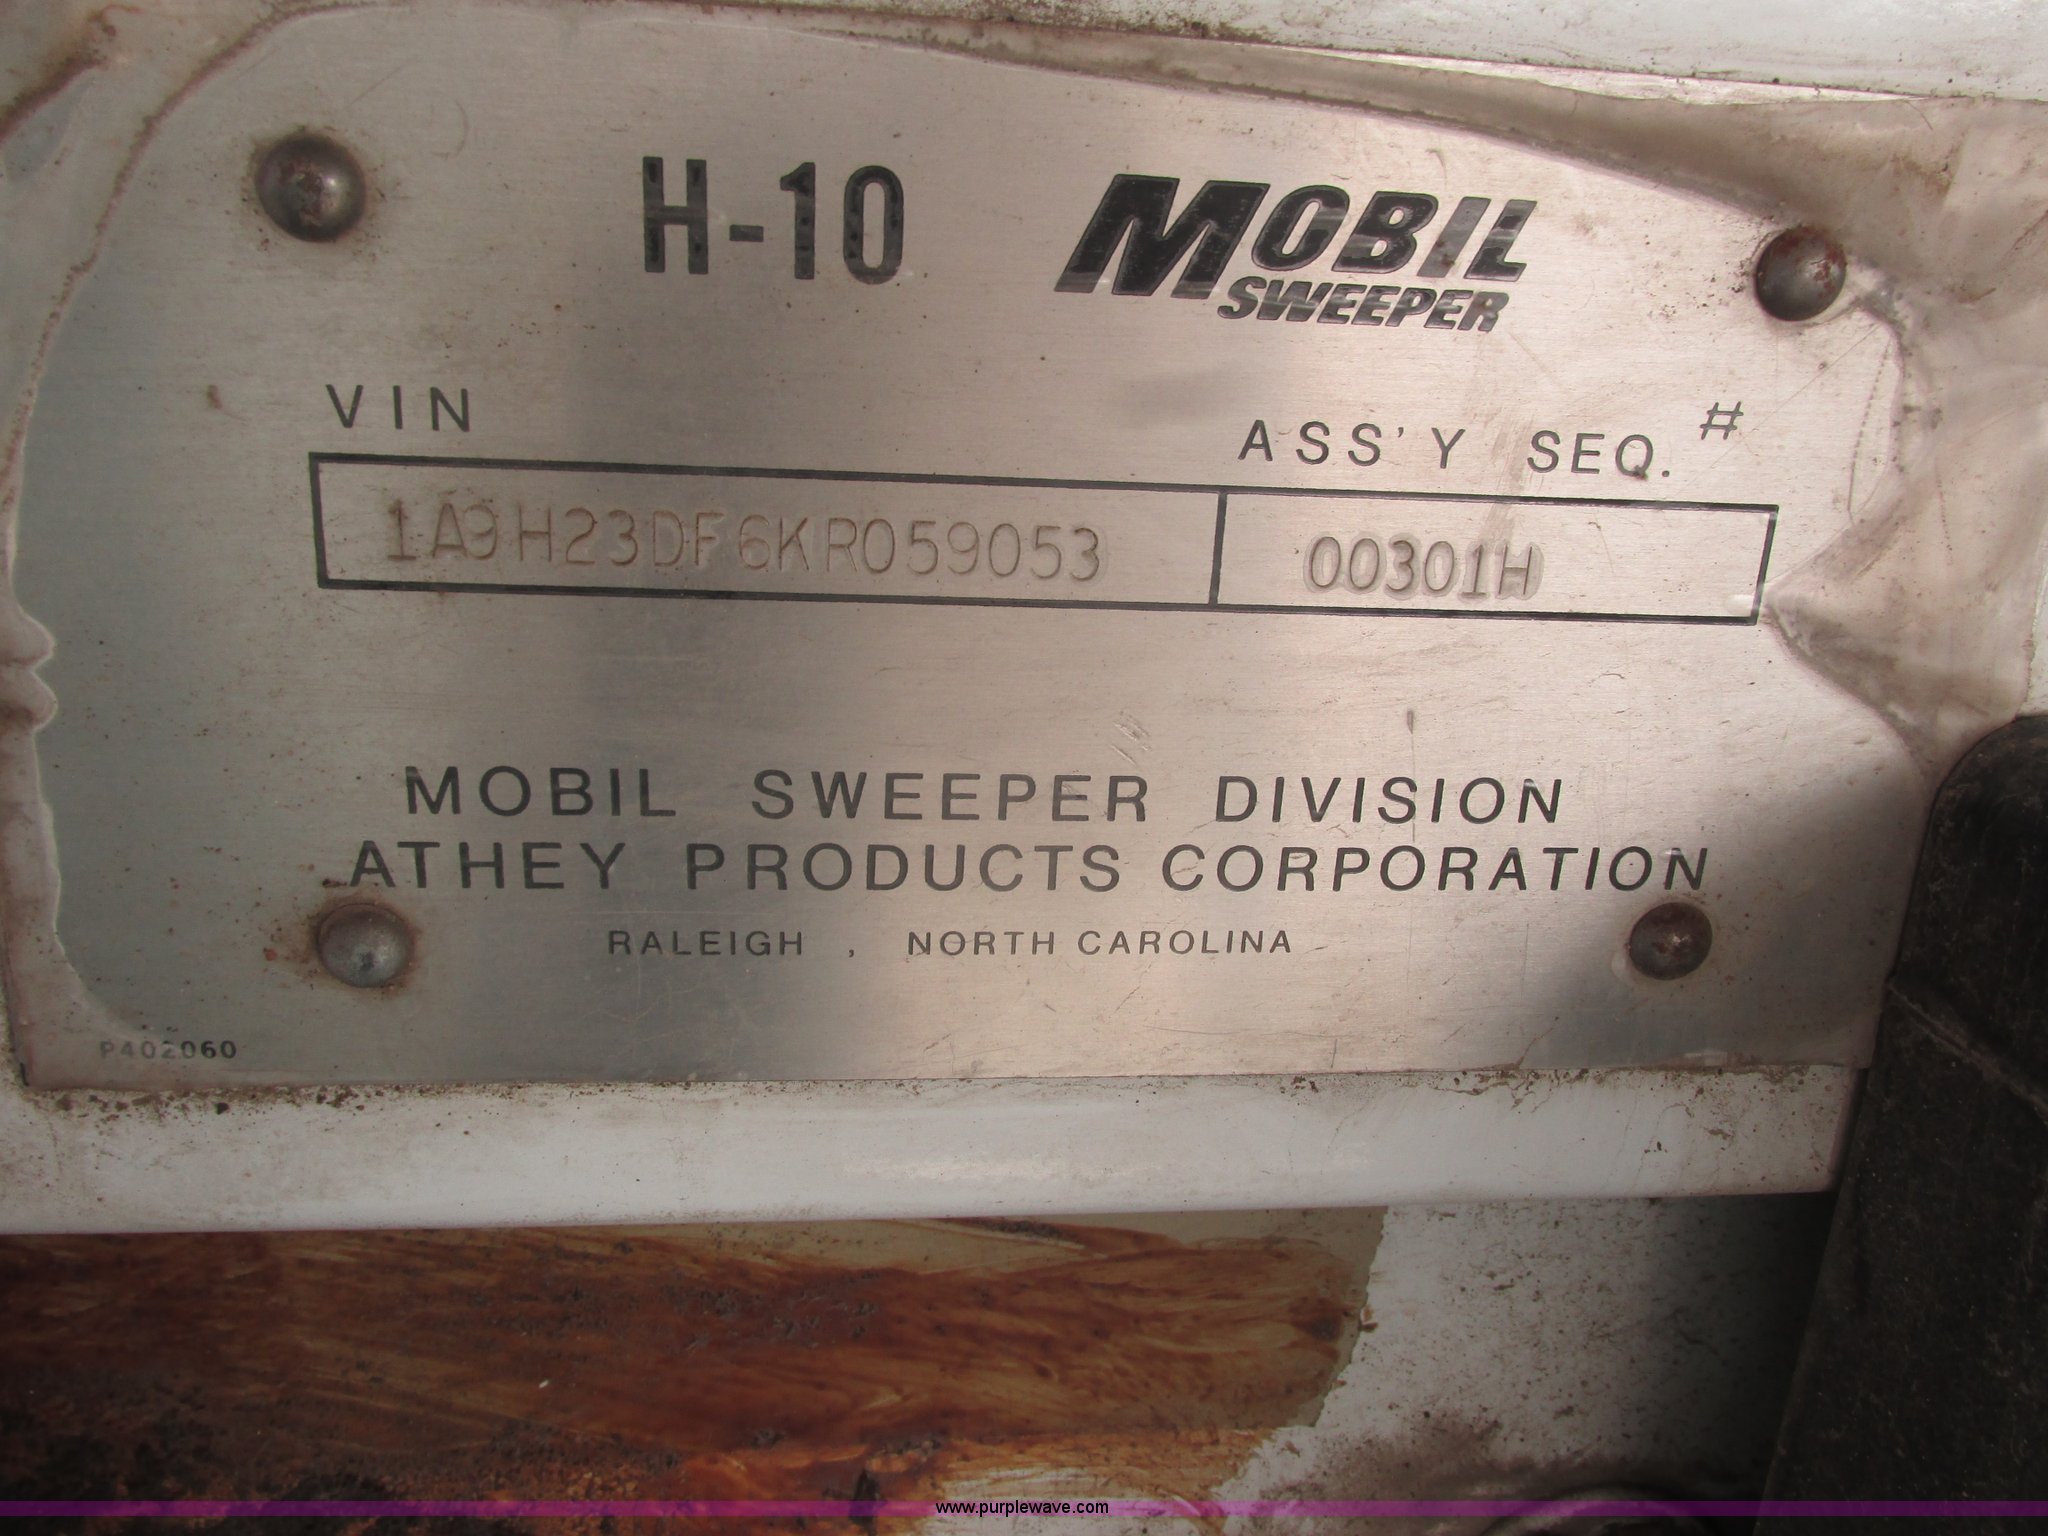 H-10 MOBIL
SWEEPER
VIN ASS'Y SEQ. #
1A9H23DF6KR059053 00301H
MOBIL SWEEPER DIVISION
ATHEY PRODUCTS CORPORATION
RALEIGH , NORTH CAROLINA
P402060
www.purplewave.com